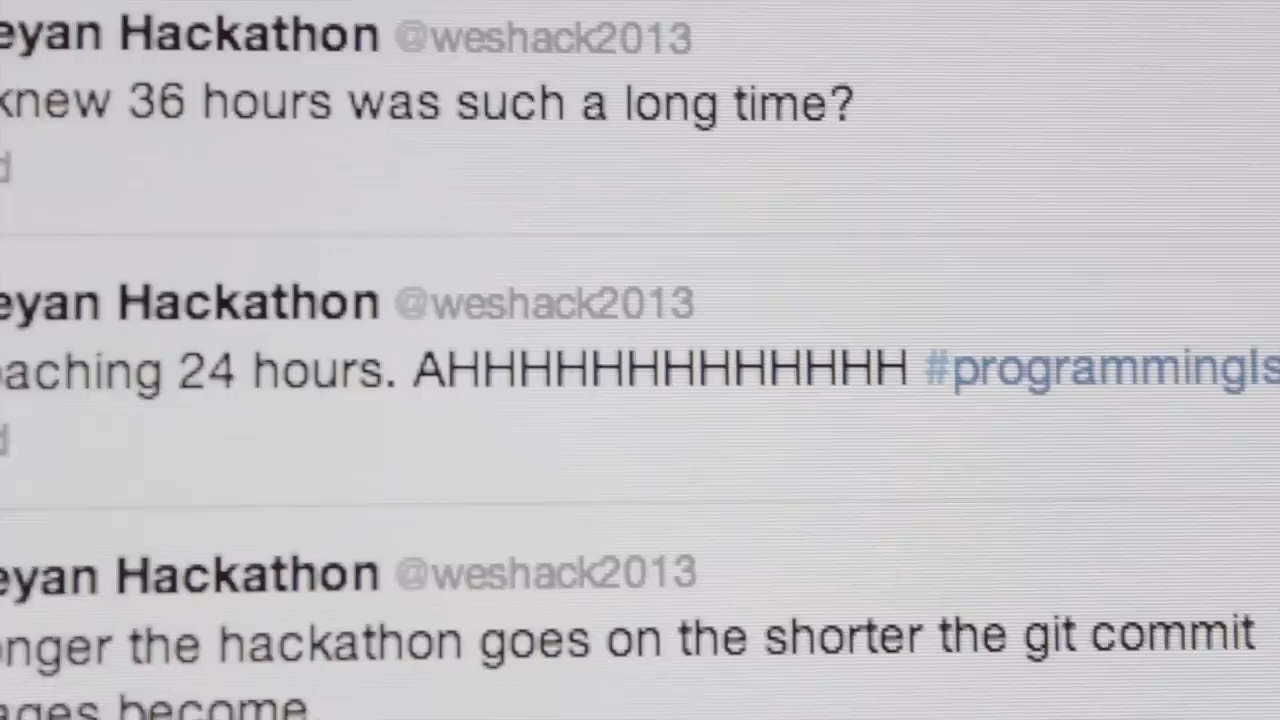 eyan Hackathon @weshack2013
knew 36 hours was such a long time?
d
eyan Hackathon @weshack2013
aching 24 hours. AHHHHHHHHHHHHH #programmingIs
d
eyan Hackathon @weshack2013
onger the hackathon goes on the shorter the git commit
ages become